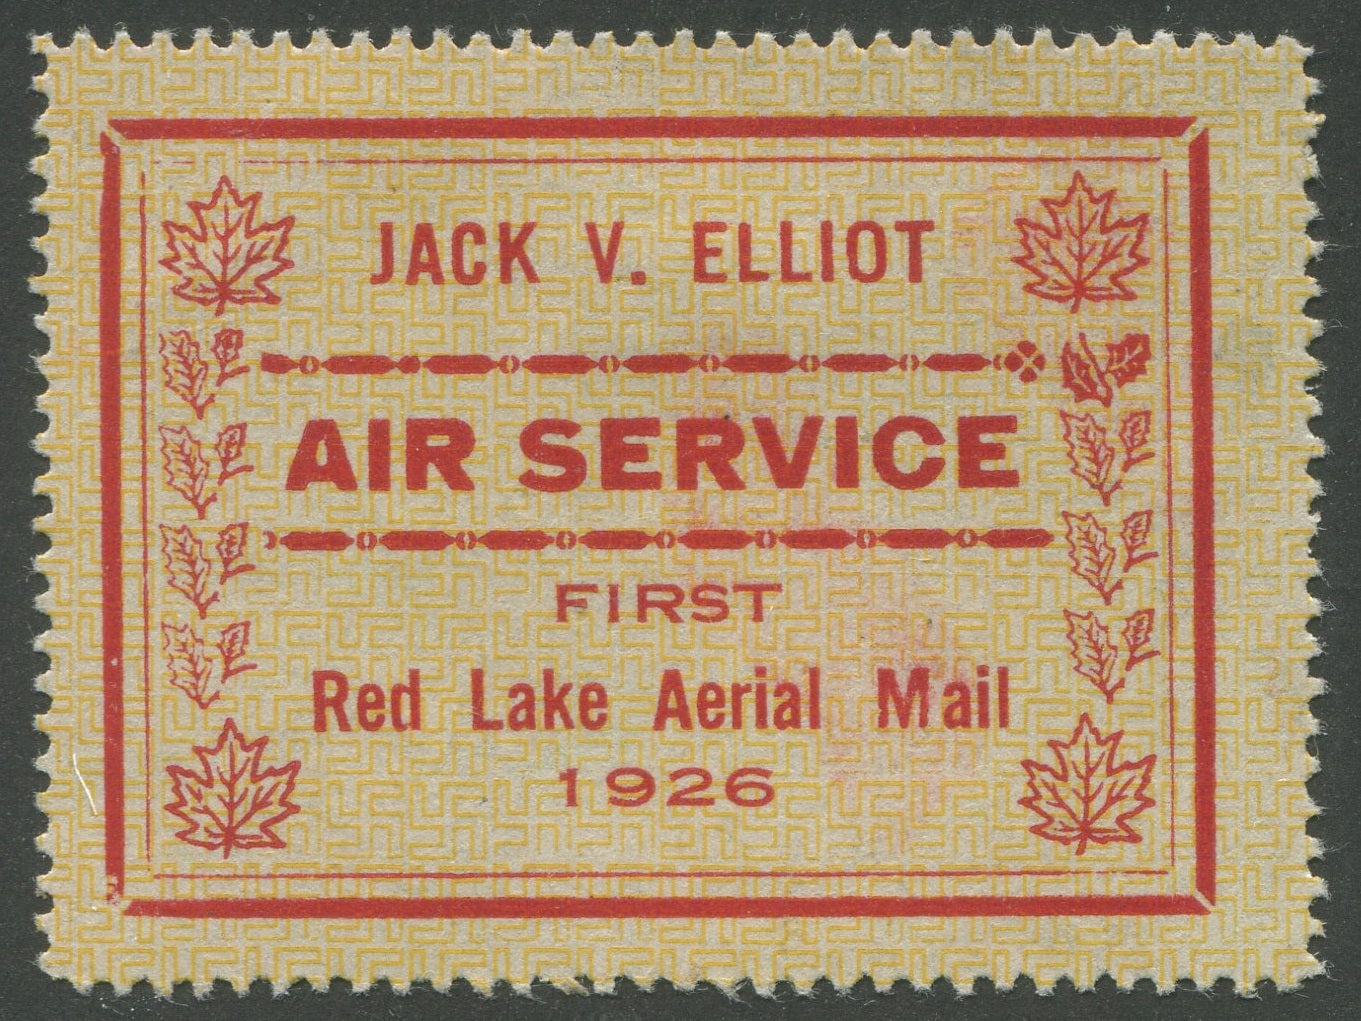 JACK V. ELLIOT
AIR SERVICE
FIRST
Red Lake Aerial Mail
1926